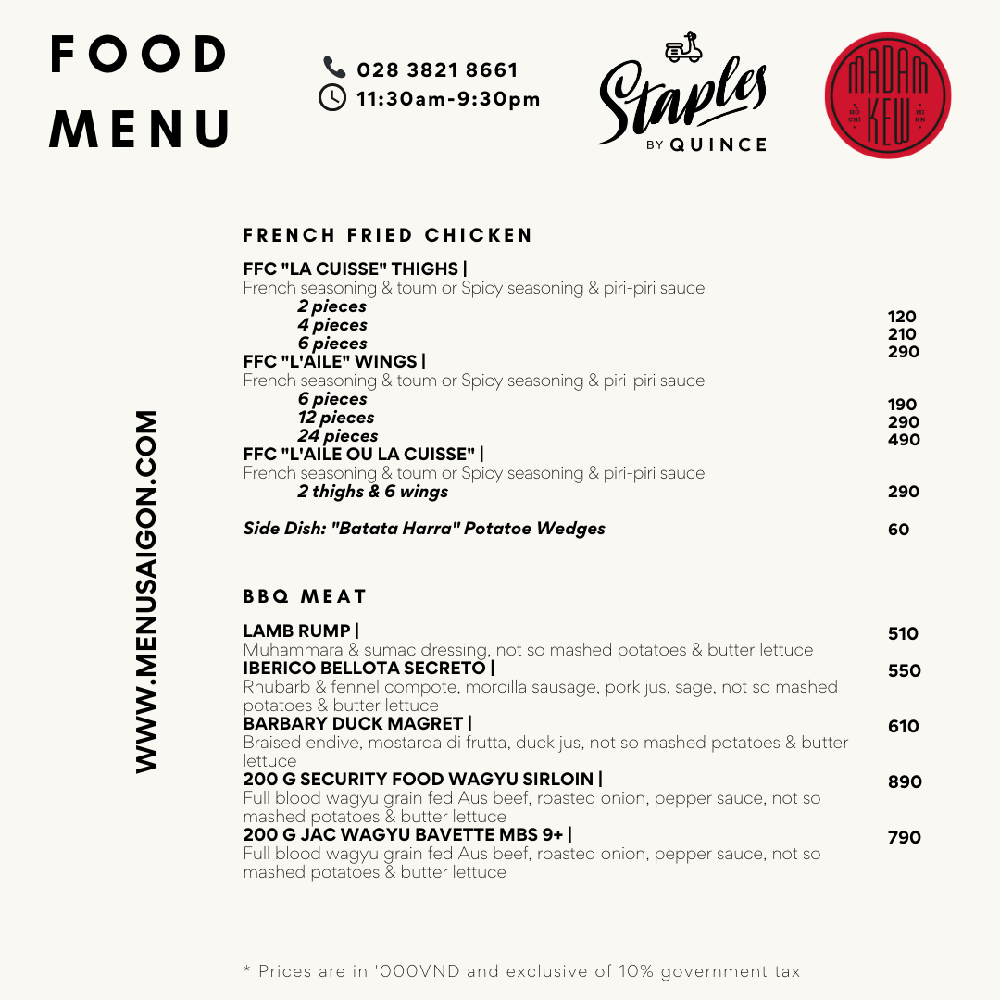 FOOD
MENU
028 3821 8661
11:30am-9:30pm
Staples
BY QUINCE
MADAM
KEW
HỒ CHÍ
MI NH
WWW.MENUSAIGON.COM
FRENCH FRIED CHICKEN
FFC "LA CUISSE" THIGHS |
French seasoning & toum or Spicy seasoning & piri-piri sauce
2 pieces 120
4 pieces 210
6 pieces 290
FFC "L'AILE" WINGS |
French seasoning & toum or Spicy seasoning & piri-piri sauce
6 pieces 190
12 pieces 290
24 pieces 490
FFC "L'AILE OU LA CUISSE" |
French seasoning & toum or Spicy seasoning & piri-piri sauce
2 thighs & 6 wings 290
Side Dish: "Batata Harra" Potatoe Wedges 60
BBQ MEAT
LAMB RUMP | 510
Muhammara & sumac dressing, not so mashed potatoes & butter lettuce
IBERICO BELLOTA SECRETO | 550
Rhubarb & fennel compote, morcilla sausage, pork jus, sage, not so mashed
potatoes & butter lettuce
BARBARY DUCK MAGRET | 610
Braised endive, mostarda di frutta, duck jus, not so mashed potatoes & butter
lettuce
200 G SECURITY FOOD WAGYU SIRLOIN | 890
Full blood wagyu grain fed Aus beef, roasted onion, pepper sauce, not so
mashed potatoes & butter lettuce
200 G JAC WAGYU BAVETTE MBS 9+ | 790
Full blood wagyu grain fed Aus beef, roasted onion, pepper sauce, not so
mashed potatoes & butter lettuce
* Prices are in '000VND and exclusive of 10% government tax